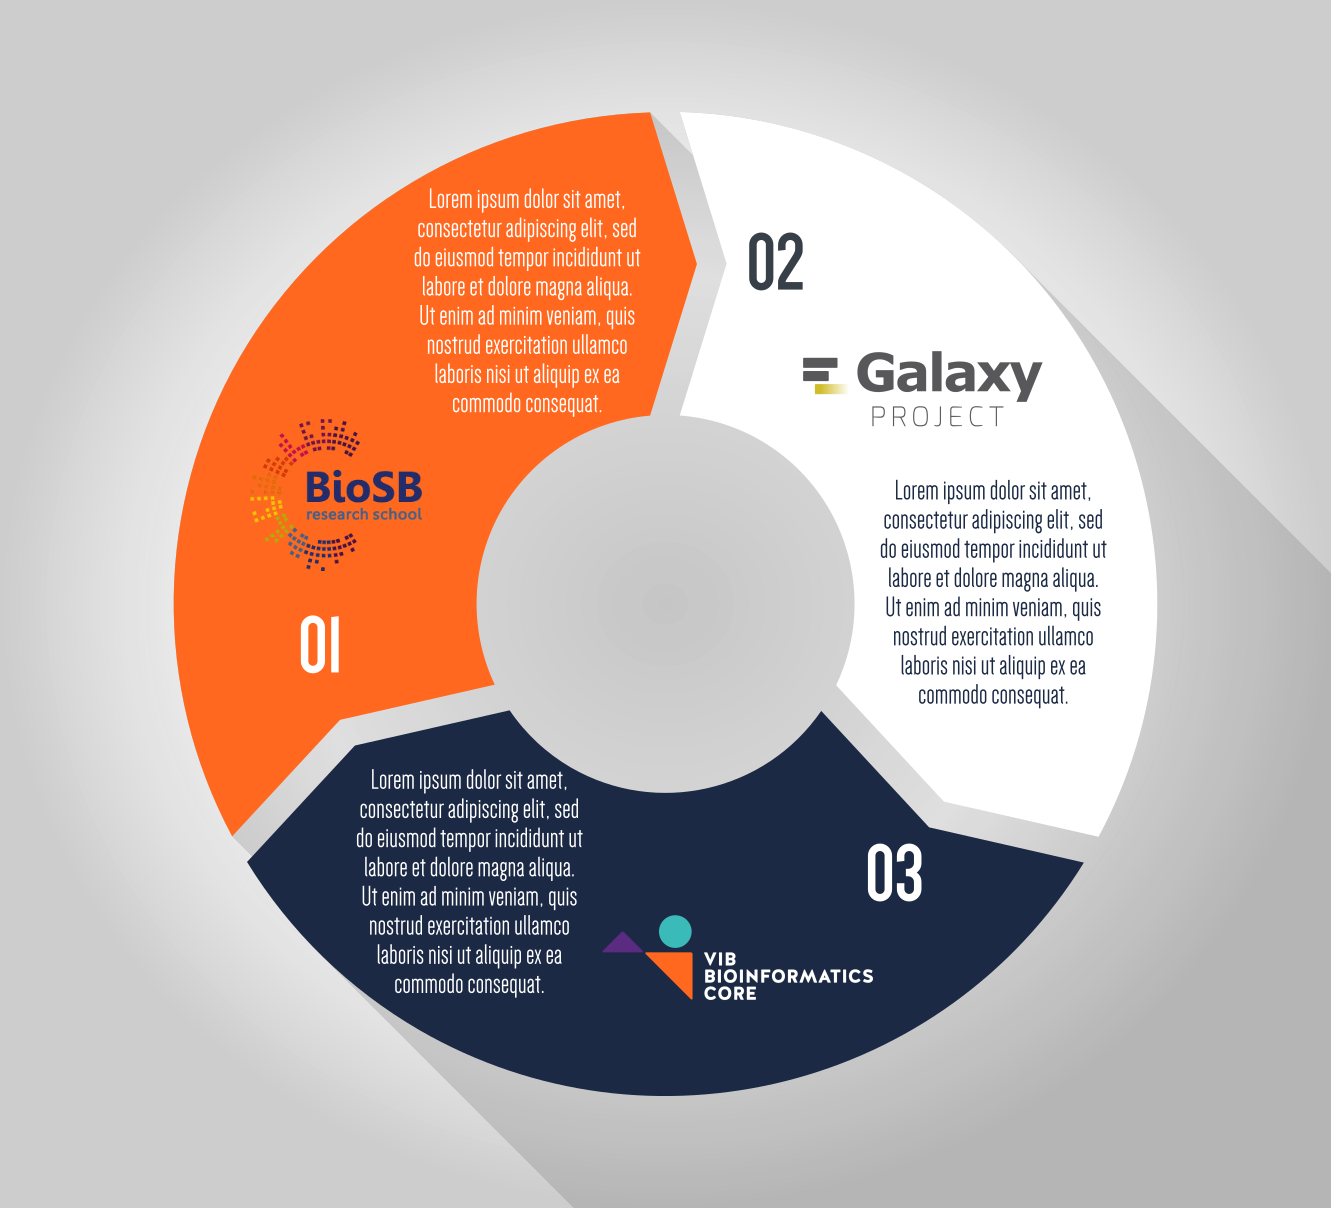 Lorem ipsum dolor sit amet,
consectetur adipiscing elit, sed
do eiusmod tempor incididunt ut
labore et dolore magna aliqua.
Ut enim ad minim veniam, quis
nostrud exercitation ullamco
laboris nisi ut aliquip ex ea
commodo consequat.
BioSB
research school
01
02
Galaxy
PROJECT
Lorem ipsum dolor sit amet,
consectetur adipiscing elit, sed
do eiusmod tempor incididunt ut
labore et dolore magna aliqua.
Ut enim ad minim veniam, quis
nostrud exercitation ullamco
laboris nisi ut aliquip ex ea
commodo consequat.
Lorem ipsum dolor sit amet,
consectetur adipiscing elit, sed
do eiusmod tempor incididunt ut
labore et dolore magna aliqua.
Ut enim ad minim veniam, quis
nostrud exercitation ullamco
laboris nisi ut aliquip ex ea
commodo consequat.
03
VIB
BIOINFORMATICS
CORE